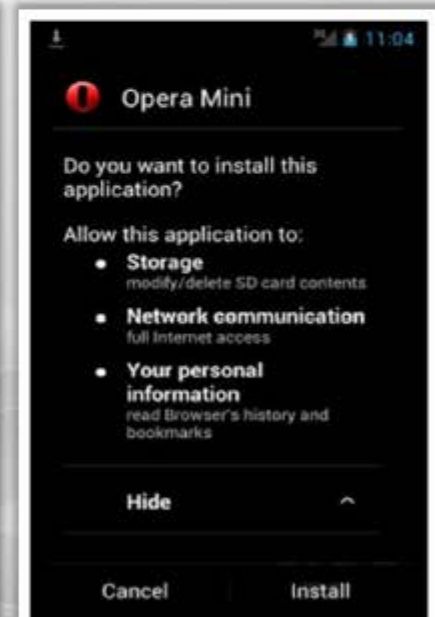 11:04
Opera Mini
Do you want to install this
application?
Allow this application to:
• Storage
modify/delete SD card contents
• Network communication
full Internet access
• Your personal
information
read Browser's history and
bookmarks
Hide
Cancel Install